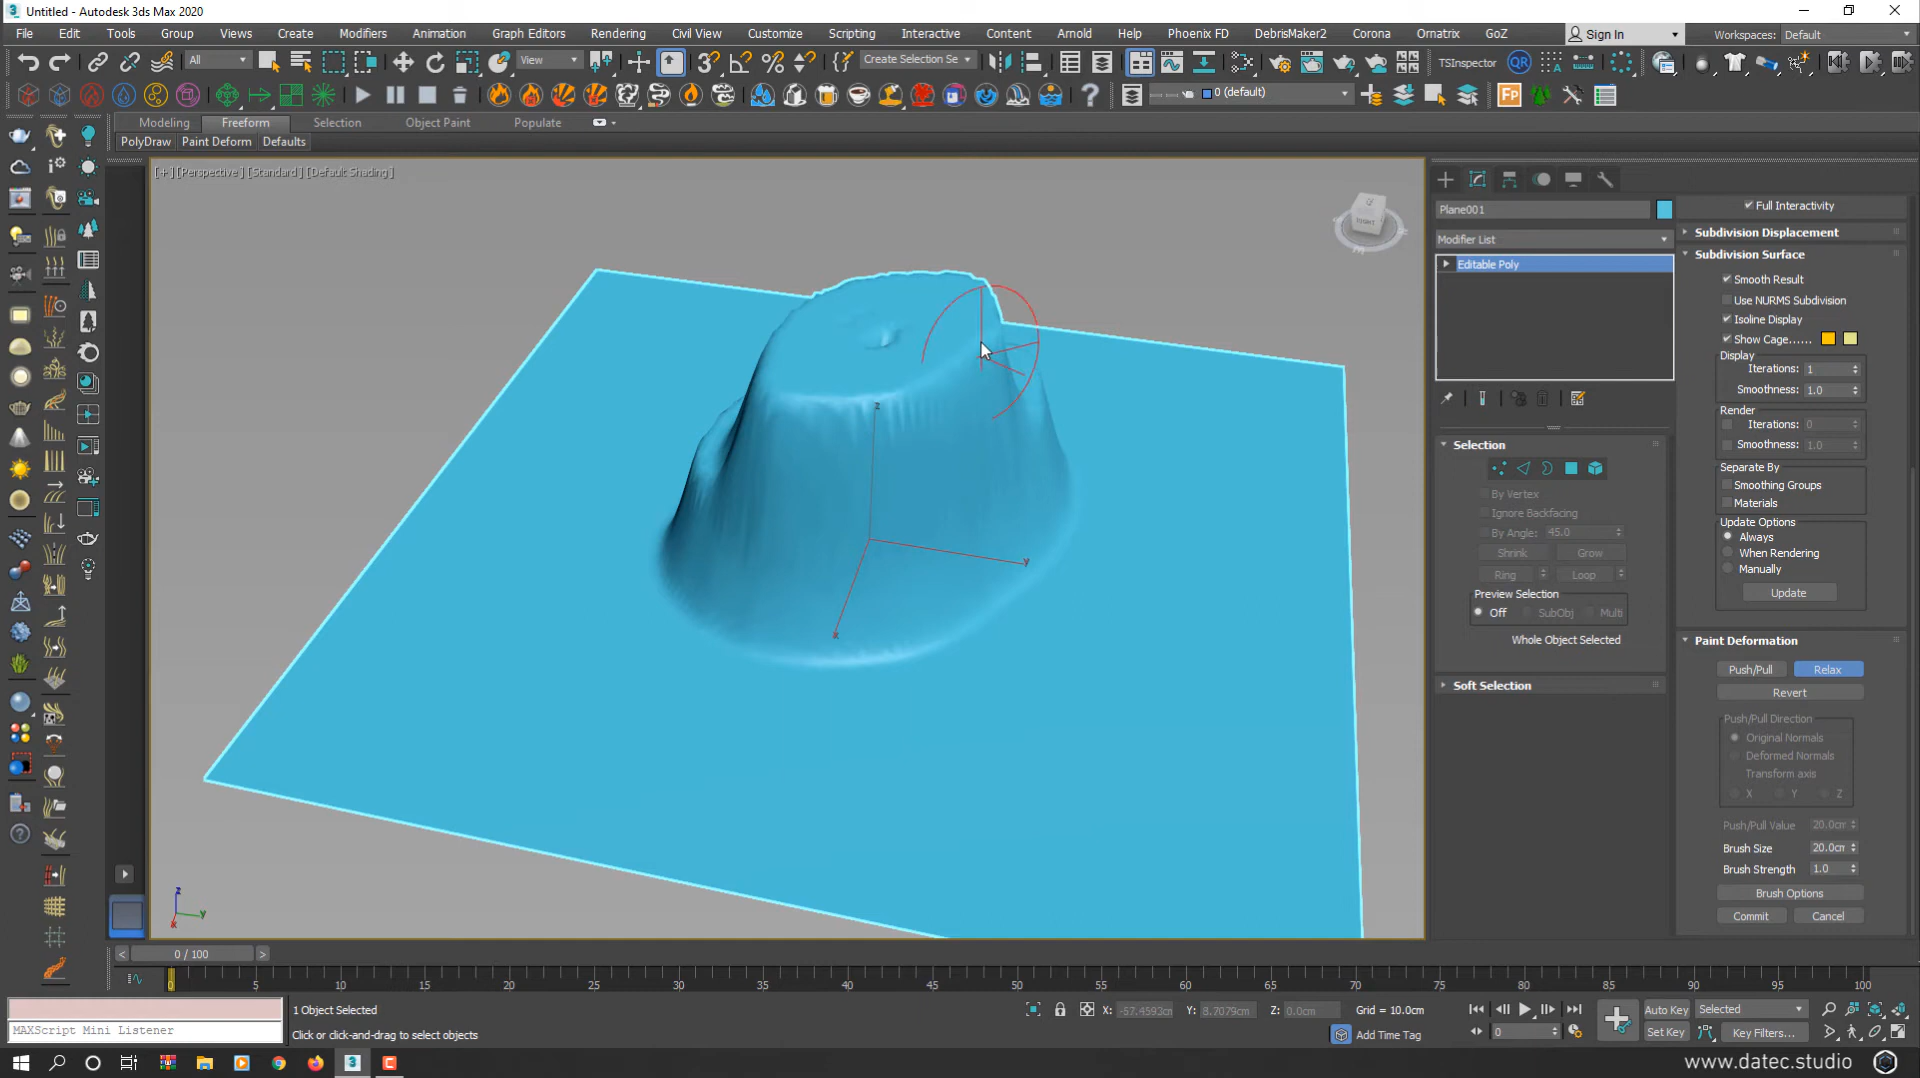 Untitled - Autodesk 3ds Max 2020
File Edit Tools Group Views Create Modifiers Animation Graph Editors Rendering Civil View Customize Scripting Interactive Content Arnold Help Phoenix FD DebrisMaker2 Corona Ornatrix GoZ
Sign In
Workspaces: Default
All
View
Create Selection Se
TSInspector
QR
0 (default)
FP
Modeling Freeform Selection Object Paint Populate
PolyDraw Paint Deform Defaults
[+] [Perspective] [Standard] [Default Shading]
z
y
x
z
y
x
Plane001
Modifier List
Editable Poly
Selection
By Vertex
Ignore Backfacing
By Angle: 45.0
Shrink Grow
Ring Loop
Preview Selection
Off SubObj Multi
Whole Object Selected
Soft Selection
Full Interactivity
Subdivision Displacement
Subdivision Surface
Smooth Result
Use NURMS Subdivision
Isoline Display
Show Cage......
Display
Iterations: 1
Smoothness: 1.0
Render
Iterations: 0
Smoothness: 1.0
Separate By
Smoothing Groups
Materials
Update Options
Always
When Rendering
Manually
Update
Paint Deformation
Push/Pull Relax
Revert
Push/Pull Direction
Original Normals
Deformed Normals
Transform axis
X Y Z
Push/Pull Value 20.0cm
Brush Size 20.0cm
Brush Strength 1.0
Brush Options
Commit Cancel
< 0 / 100 >
0 5 10 15 20 25 30 35 40 45 50 55 60 65 70 75 80 85 90 95 100
MAXScript Mini Listener
1 Object Selected
Click or click-and-drag to select objects
X: -57.4593cm Y: 8.7079cm Z: 0.0cm Grid = 10.0cm
Add Time Tag
0
Auto Key Selected
Set Key Key Filters...
www.datec.studio